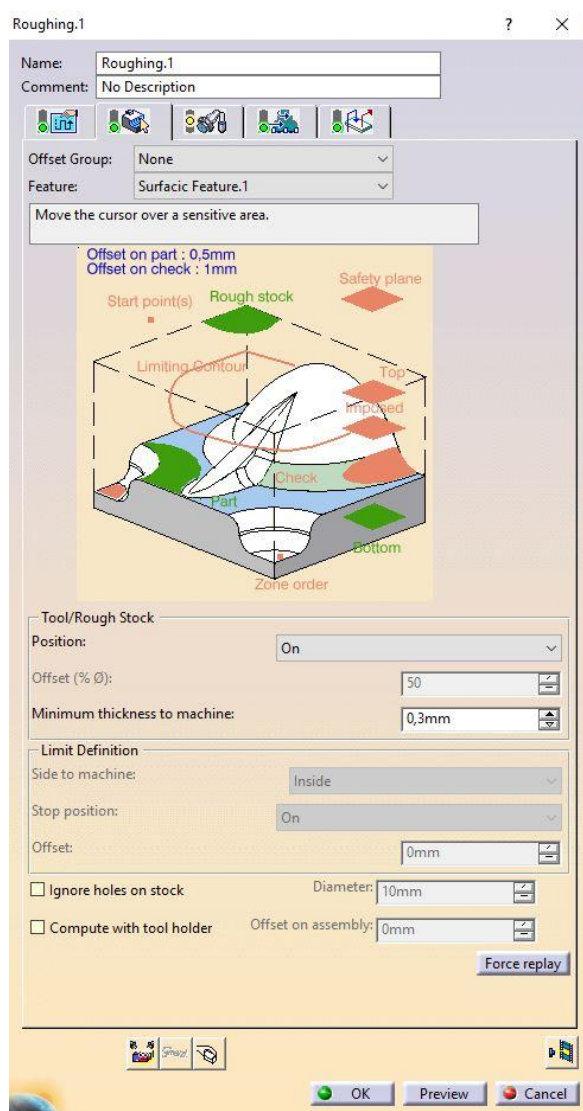 Roughing.1 ? ×
Name: Roughing.1
Comment: No Description
Offset Group: None
Feature: Surfacic Feature.1
Move the cursor over a sensitive area.
Offset on part : 0,5mm
Offset on check : 1mm
Safety plane
Start point(s) Rough stock
Limiting Contour
Top
Imposed
Check
Part
Bottom
Zone order
Tool/Rough Stock
Position: On
Offset (% Ø): 50
Minimum thickness to machine: 0,3mm
Limit Definition
Side to machine: Inside
Stop position: On
Offset: 0mm
Ignore holes on stock Diameter: 10mm
Compute with tool holder Offset on assembly: 0mm
Force replay
OK Preview Cancel